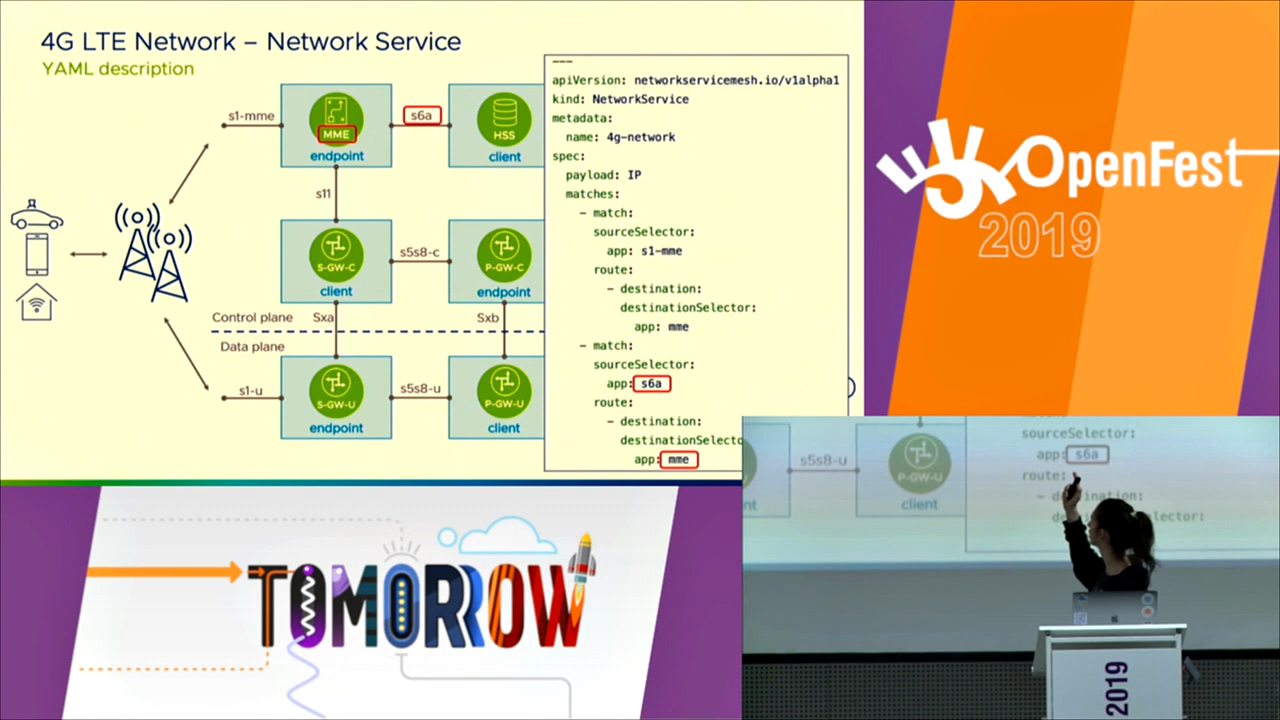 4G LTE Network – Network Service
YAML description
s1-mme
MME
endpoint
s6a
HSS
client
s11
S-GW-C
client
s5s8-c
P-GW-C
endpoint
Control plane
Sxa
Sxb
Data plane
s1-u
S-GW-U
endpoint
s5s8-u
P-GW-U
client
---
apiVersion: networkservicemesh.io/v1alpha1
kind: NetworkService
metadata:
name: 4g-network
spec:
payload: IP
matches:
- match:
sourceSelector:
app: s1-mme
route:
- destination:
destinationSelector:
app: mme
- match:
sourceSelector:
app: s6a
route:
- destination:
destinationSelecto
app: mme
OpenFest
2019
TOMORROW
nt
s5s8-u
P-GW-U
client
sourceSelector:
app: s6a
route:
2019